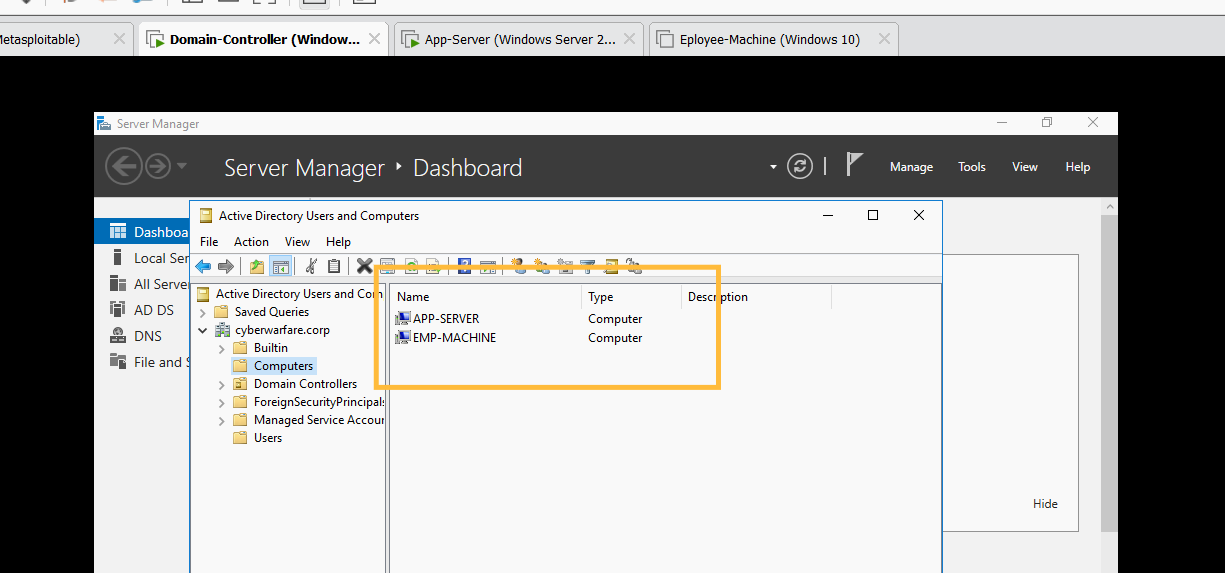 Metasploitable)
Domain-Controller (Window...
App-Server (Windows Server 2...
Eployee-Machine (Windows 10)
Server Manager
Server Manager ‣ Dashboard
Manage
Tools
View
Help
Dashboa
Local Ser
All Server
AD DS
DNS
File and S
Active Directory Users and Computers
File
Action
View
Help
Active Directory Users and Com
Saved Queries
cyberwarfare.corp
Builtin
Computers
Domain Controllers
ForeignSecurityPrincipals
Managed Service Accour
Users
Name
Type
Description
APP-SERVER
Computer
EMP-MACHINE
Computer
Hide